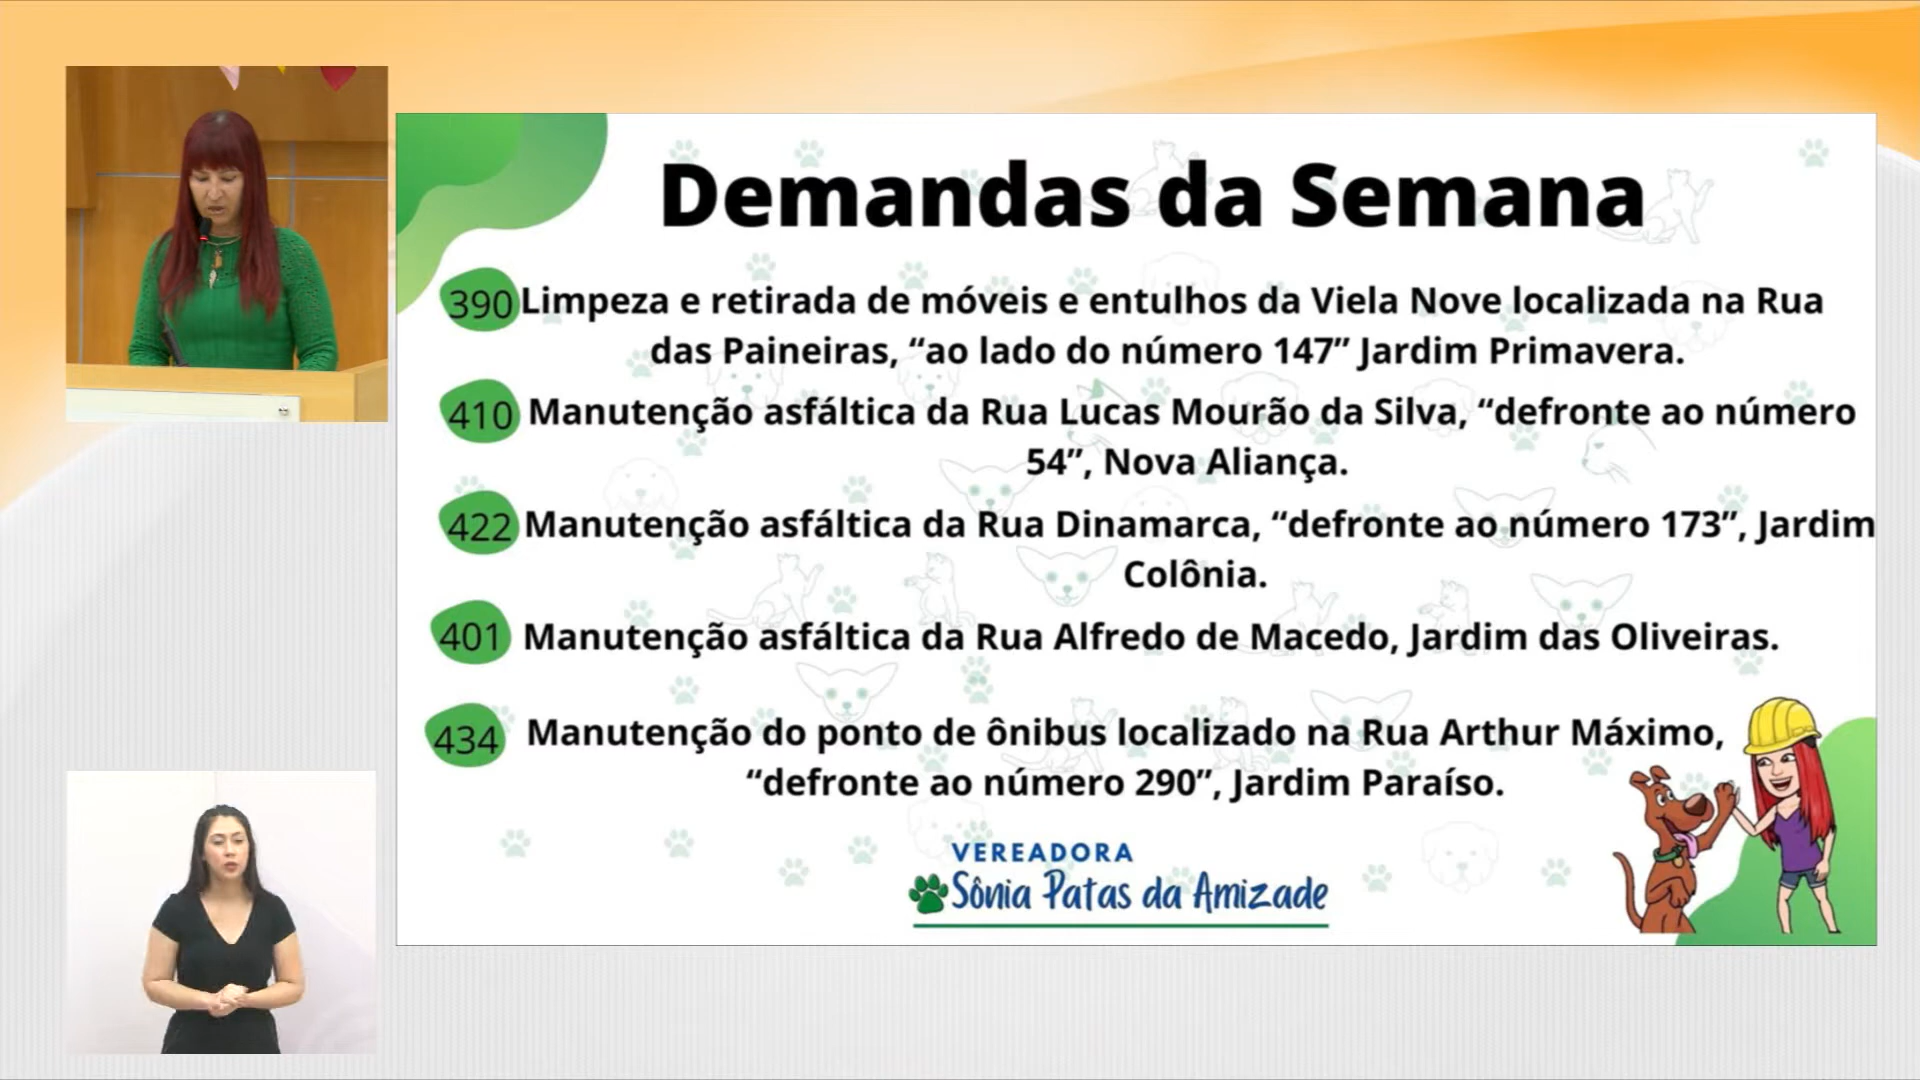 Demandas da Semana
390 Limpeza e retirada de móveis e entulhos da Viela Nove localizada na Rua
das Paineiras, “ao lado do número 147” Jardim Primavera.
410 Manutenção asfáltica da Rua Lucas Mourão da Silva, “defronte ao número
54”, Nova Aliança.
422 Manutenção asfáltica da Rua Dinamarca, “defronte ao número 173”, Jardim
Colônia.
401 Manutenção asfáltica da Rua Alfredo de Macedo, Jardim das Oliveiras.
434 Manutenção do ponto de ônibus localizado na Rua Arthur Máximo,
“defronte ao número 290”, Jardim Paraíso.
VEREADORA
Sônia Patas da Amizade